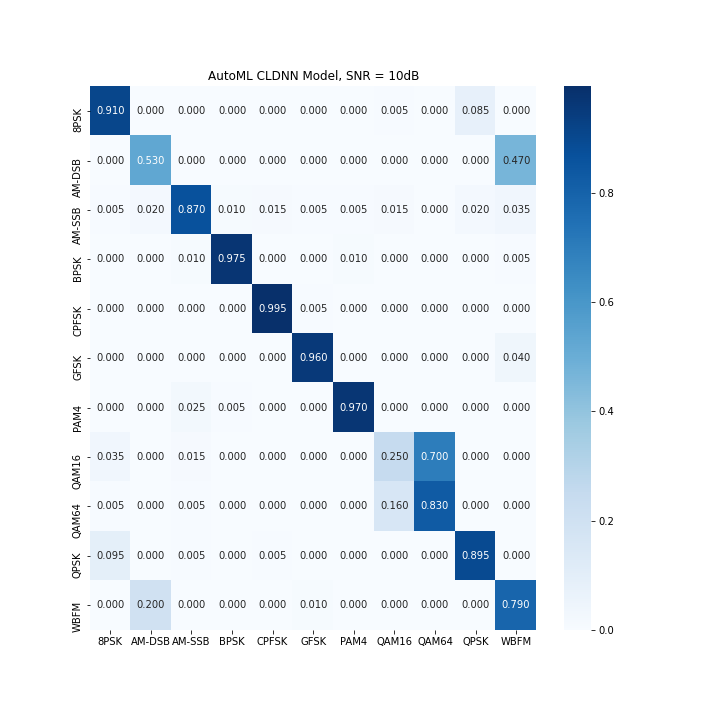 AutoML CLDNN Model, SNR = 10dB
8PSK 0.910 0.000 0.000 0.000 0.000 0.000 0.000 0.005 0.000 0.085 0.000
AM-DSB 0.000 0.530 0.000 0.000 0.000 0.000 0.000 0.000 0.000 0.000 0.470
AM-SSB 0.005 0.020 0.870 0.010 0.015 0.005 0.005 0.015 0.000 0.020 0.035
BPSK 0.000 0.000 0.010 0.975 0.000 0.000 0.010 0.000 0.000 0.000 0.005
CPFSK 0.000 0.000 0.000 0.000 0.995 0.005 0.000 0.000 0.000 0.000 0.000
GFSK 0.000 0.000 0.000 0.000 0.000 0.960 0.000 0.000 0.000 0.000 0.040
PAM4 0.000 0.000 0.025 0.005 0.000 0.000 0.970 0.000 0.000 0.000 0.000
QAM16 0.035 0.000 0.015 0.000 0.000 0.000 0.000 0.250 0.700 0.000 0.000
QAM64 0.005 0.000 0.005 0.000 0.000 0.000 0.000 0.160 0.830 0.000 0.000
QPSK 0.095 0.000 0.005 0.000 0.005 0.000 0.000 0.000 0.000 0.895 0.000
WBFM 0.000 0.200 0.000 0.000 0.000 0.010 0.000 0.000 0.000 0.000 0.790
8PSK AM-DSB AM-SSB BPSK CPFSK GFSK PAM4 QAM16 QAM64 QPSK WBFM
0.8
0.6
0.4
0.2
0.0